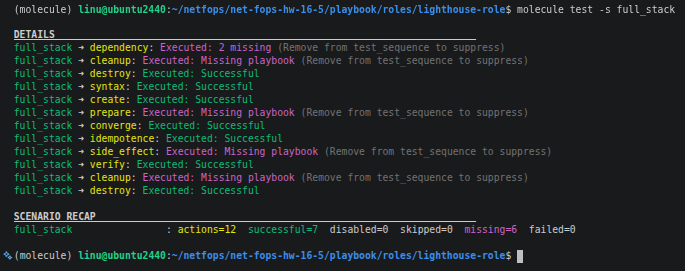 (molecule) linu@ubuntu2440:~/netfops/net-fops-hw-16-5/playbook/roles/lighthouse-role$ molecule test -s full_stack
DETAILS
full_stack ➜ dependency: Executed: 2 missing (Remove from test_sequence to suppress)
full_stack ➜ cleanup: Executed: Missing playbook (Remove from test_sequence to suppress)
full_stack ➜ destroy: Executed: Successful
full_stack ➜ syntax: Executed: Successful
full_stack ➜ create: Executed: Successful
full_stack ➜ prepare: Executed: Missing playbook (Remove from test_sequence to suppress)
full_stack ➜ converge: Executed: Successful
full_stack ➜ idempotence: Executed: Successful
full_stack ➜ side_effect: Executed: Missing playbook (Remove from test_sequence to suppress)
full_stack ➜ verify: Executed: Successful
full_stack ➜ cleanup: Executed: Missing playbook (Remove from test_sequence to suppress)
full_stack ➜ destroy: Executed: Successful
SCENARIO RECAP
full_stack : actions=12 successful=7 disabled=0 skipped=0 missing=6 failed=0
(molecule) linu@ubuntu2440:~/netfops/net-fops-hw-16-5/playbook/roles/lighthouse-role$